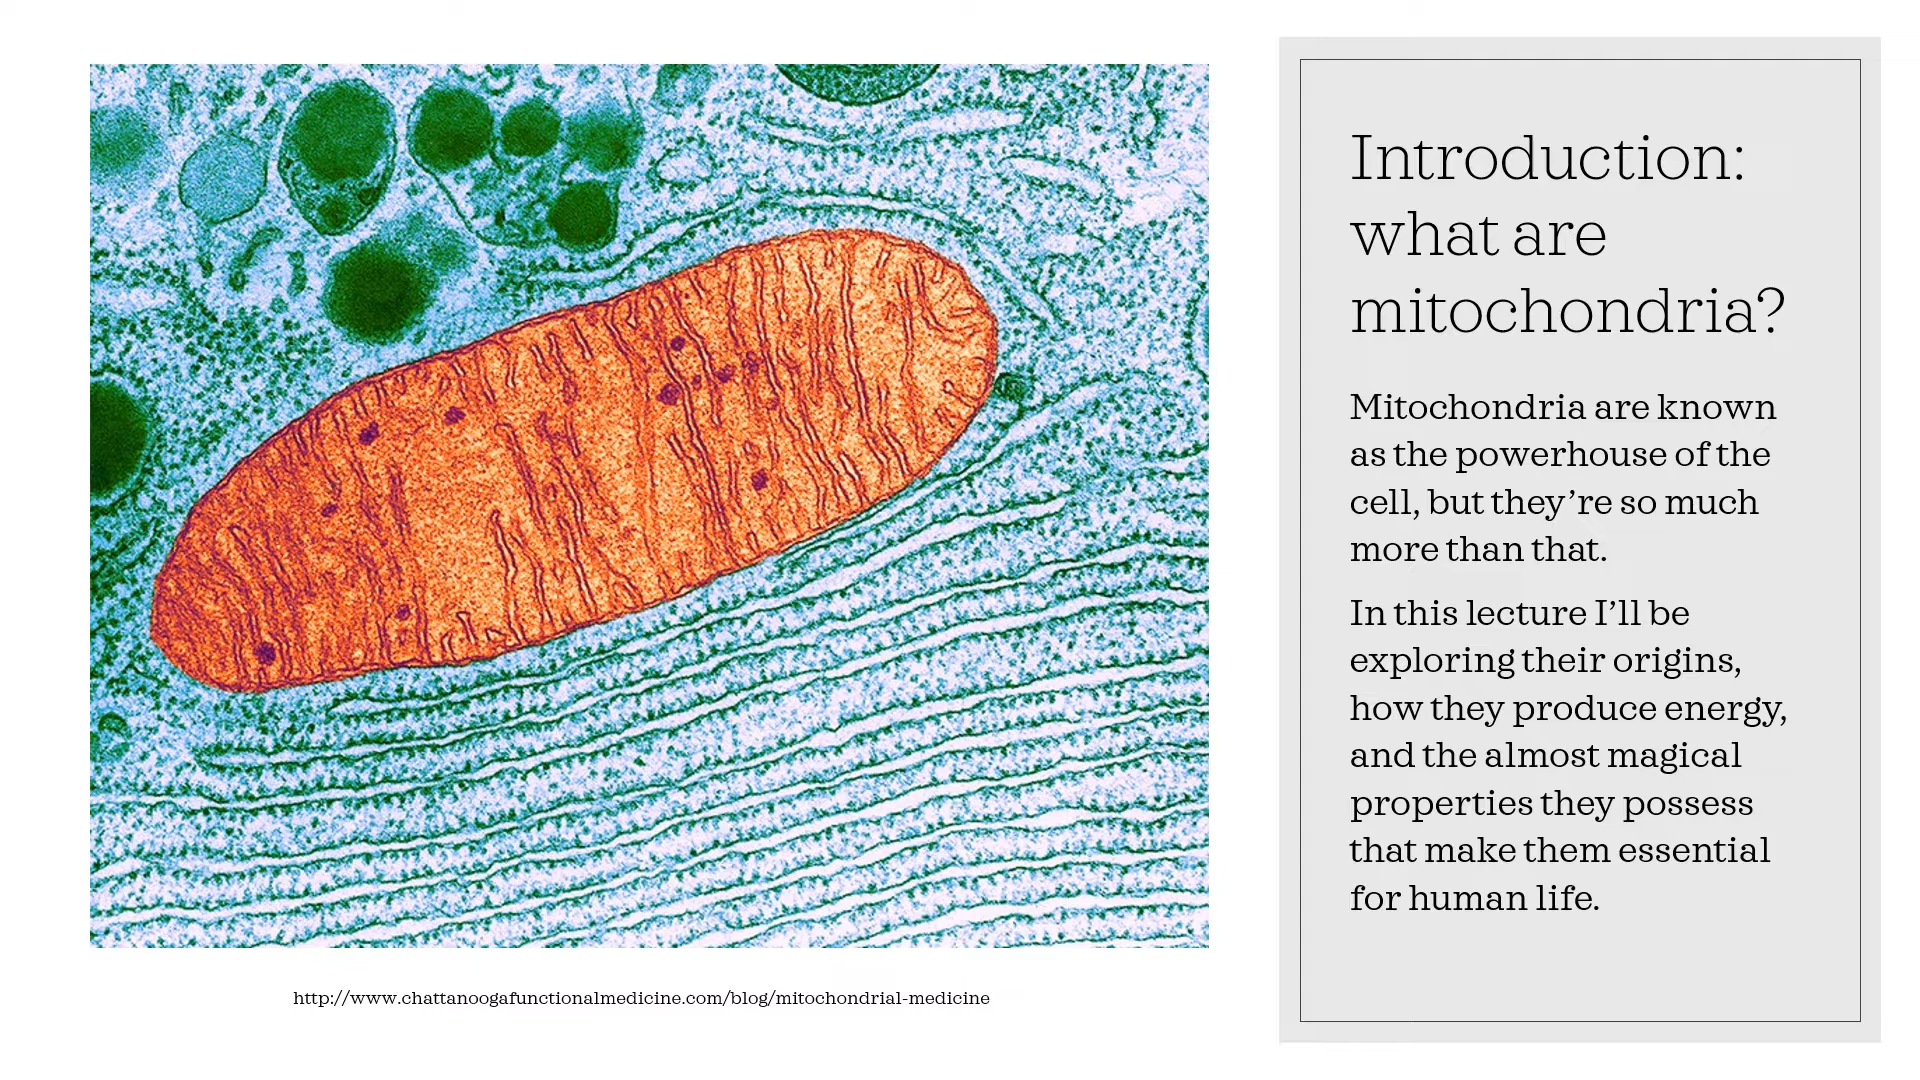 Introduction:
what are
mitochondria?
Mitochondria are known
as the powerhouse of the
cell, but they’re so much
more than that.
In this lecture I’ll be
exploring their origins,
how they produce energy,
and the almost magical
properties they possess
that make them essential
for human life.
http://www.chattanoogafunctionalmedicine.com/blog/mitochondrial-medicine